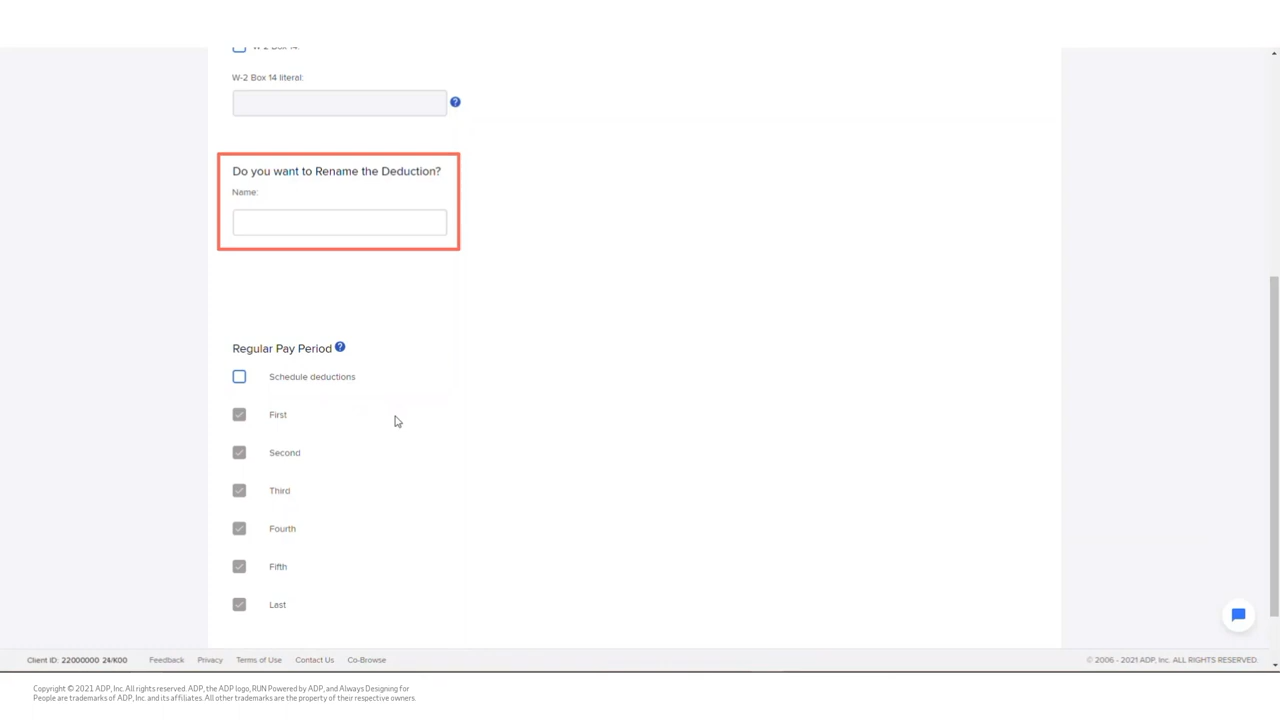 W-2 Box 14:
W-2 Box 14 literal:
Do you want to Rename the Deduction?
Name:
Regular Pay Period
Schedule deductions
First
Second
Third
Fourth
Fifth
Last
Client ID: 22000000 24/K00 Feedback Privacy Terms of Use Contact Us Co-Browse © 2006 - 2021 ADP, Inc. ALL RIGHTS RESERVED
Copyright © 2021 ADP, Inc. All rights reserved. ADP, the ADP logo, RUN Powered by ADP, and Always Designing for
People are trademarks of ADP, Inc. and its affiliates. All other trademarks are the property of their respective owners.